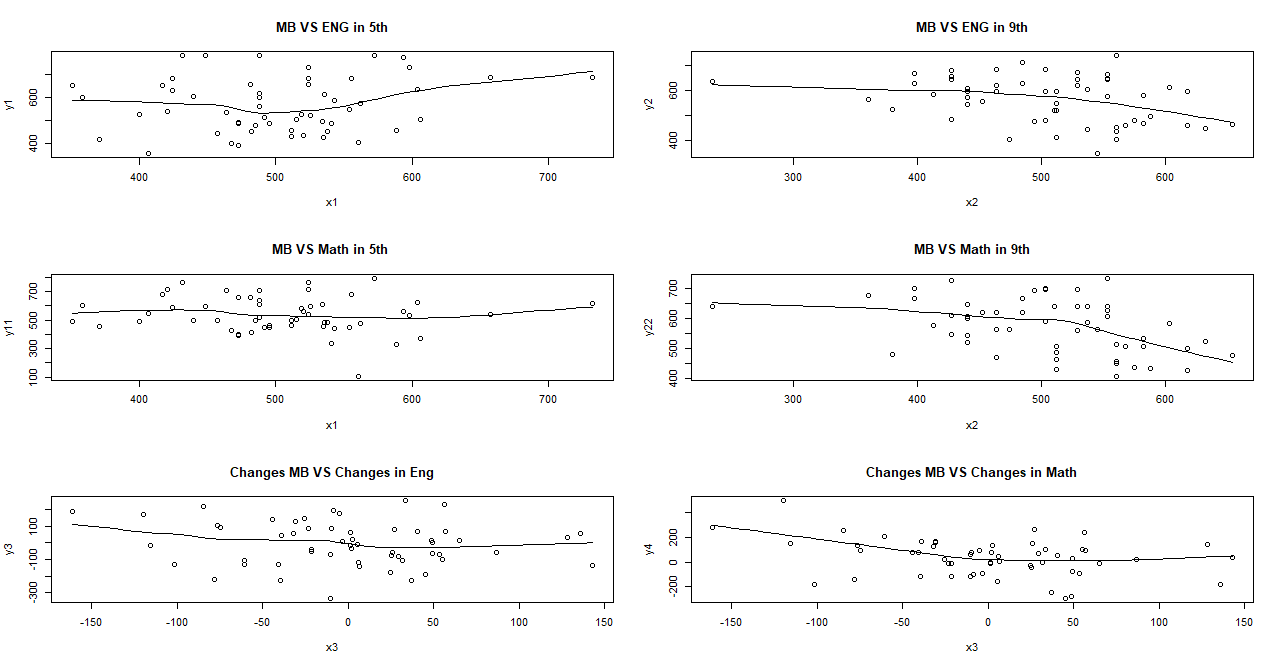 MB VS ENG in 5th
y1
400 600
400 500 600 700
x1
MB VS ENG in 9th
y2
400 600
300 400 500 600
x2
MB VS Math in 5th
y11
100 300 500 700
400 500 600 700
x1
MB VS Math in 9th
y22
400 500 600 700
300 400 500 600
x2
Changes MB VS Changes in Eng
y3
-300 -100 100
-150 -100 -50 0 50 100 150
x3
Changes MB VS Changes in Math
y4
-200 0 200
-150 -100 -50 0 50 100 150
x3